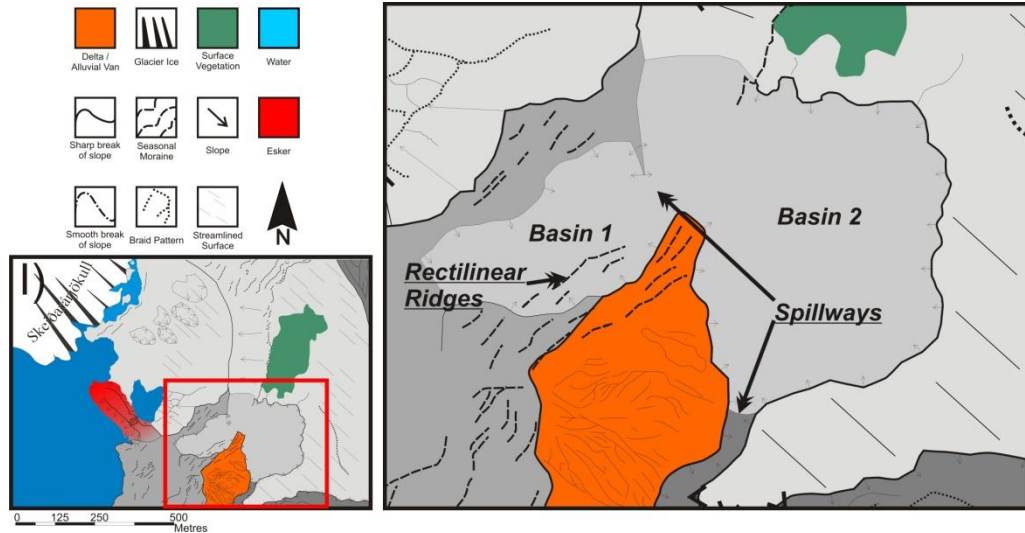 Delta /
Alluvial Van
Glacier Ice
Surface
Vegetation
Water
Sharp break
of slope
Seasonal
Moraine
Slope
Esker
Smooth break
of slope
Braid Pattern
Streamlined
Surface
N
Basin 1
Basin 2
Rectilinear
Ridges
Spillways
0 125 250 500
Metres